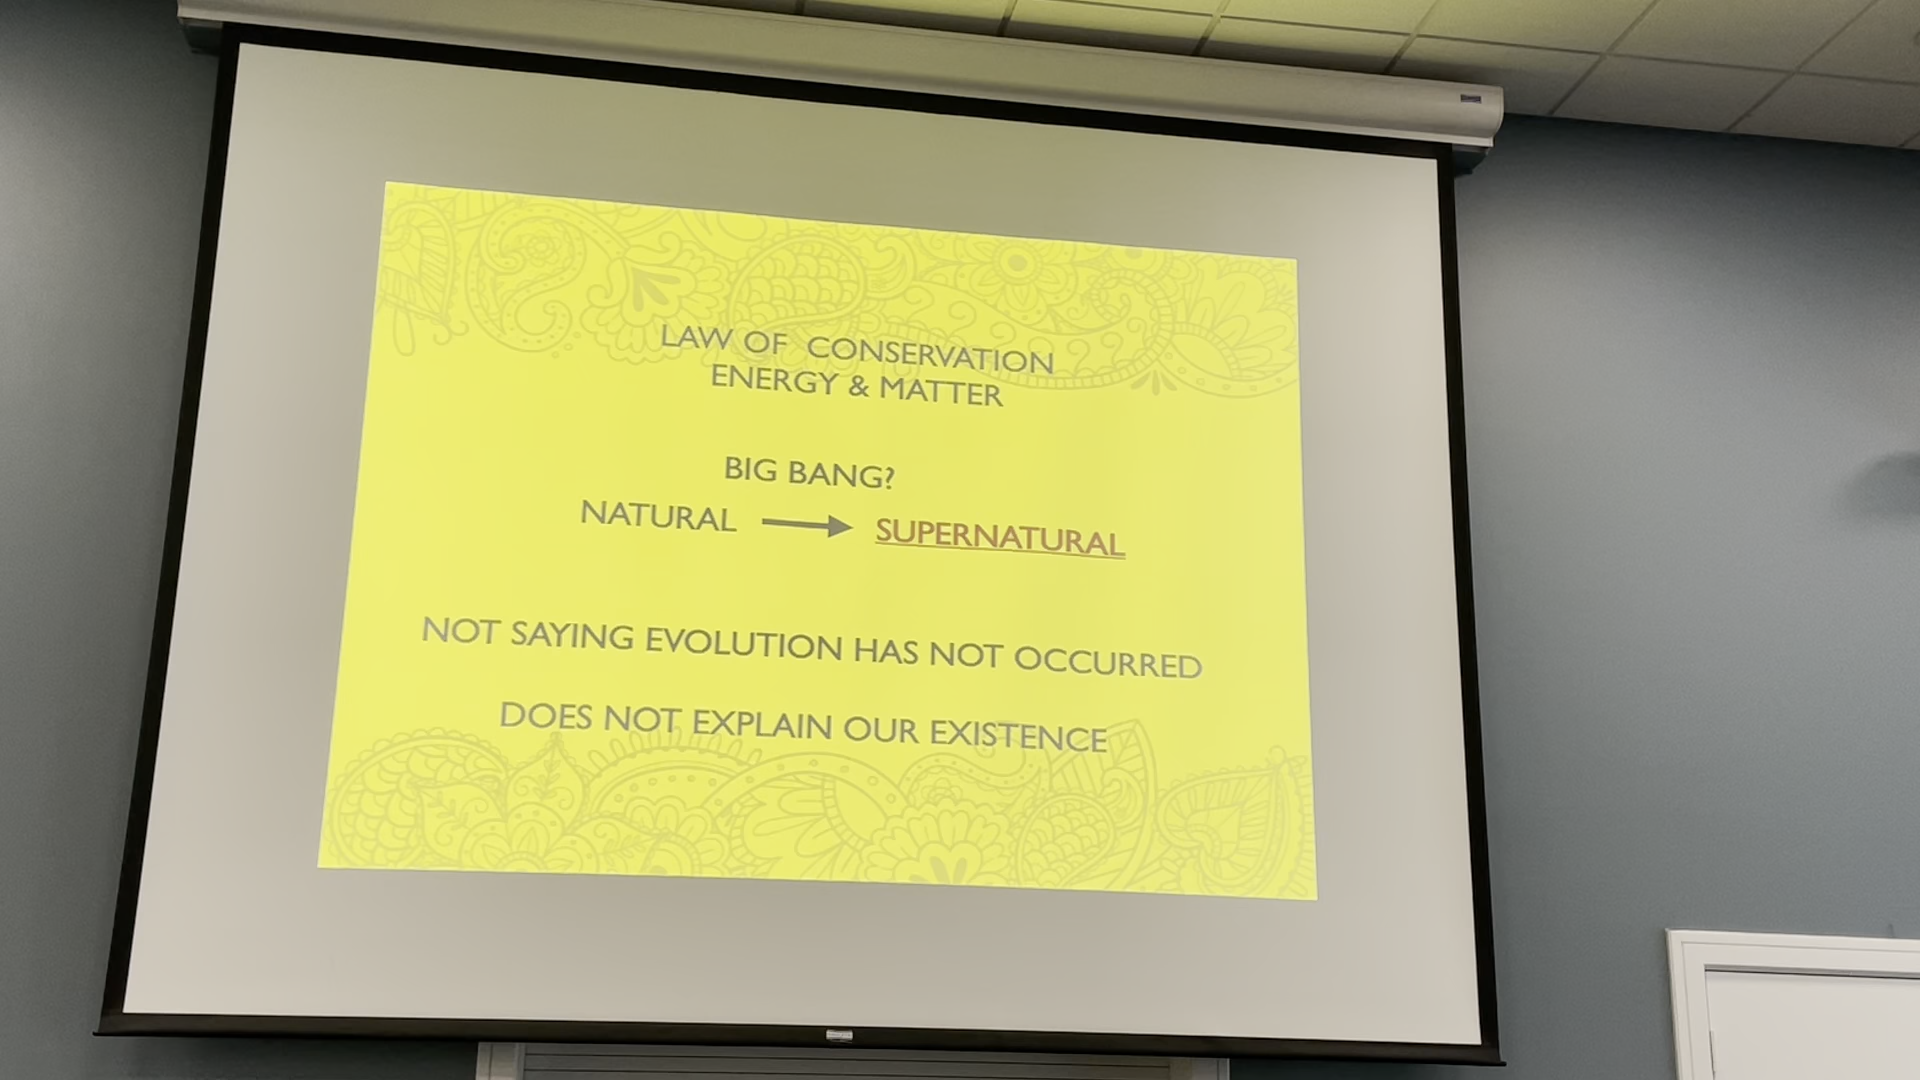 LAW OF CONSERVATION
ENERGY & MATTER
BIG BANG?
NATURAL → SUPERNATURAL
NOT SAYING EVOLUTION HAS NOT OCCURRED
DOES NOT EXPLAIN OUR EXISTENCE